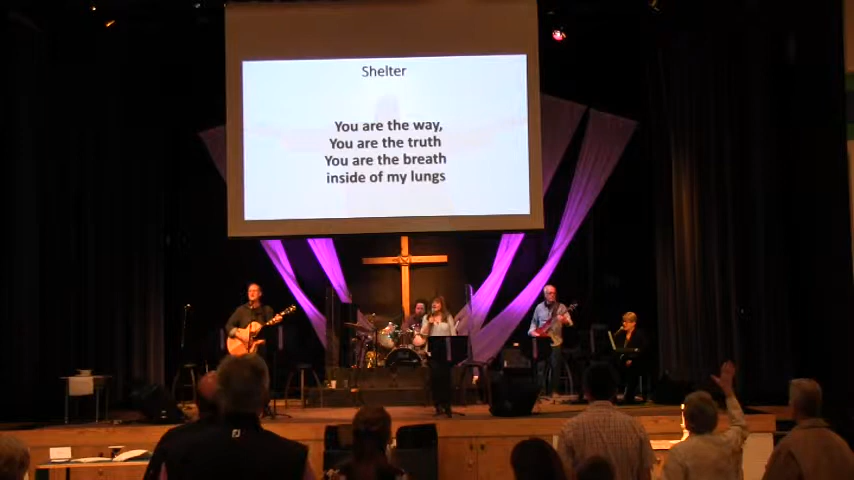 Shelter
You are the way,
You are the truth
You are the breath
inside of my lungs